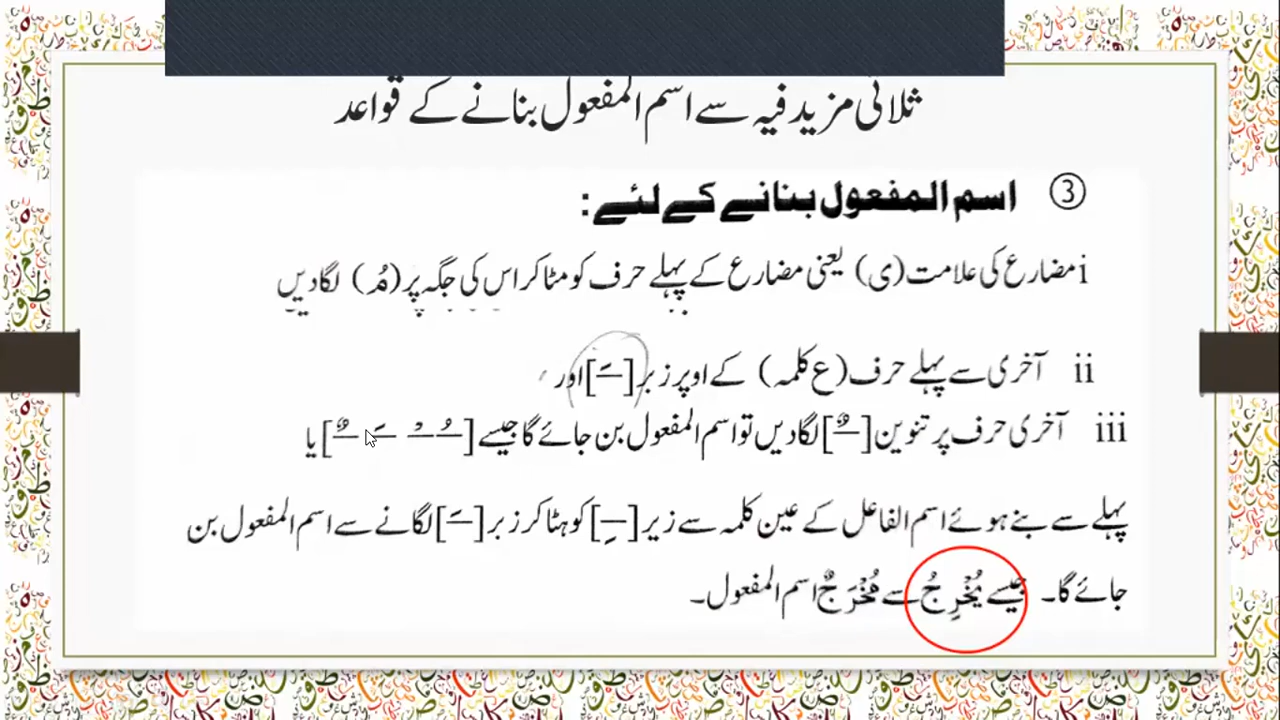 ثلاثی مزید فیہ سے اسم المفعول بنانے کے قواعد
③ اسم المفعول بنانے کے لئے :
i مضارع کی علامت (ی) یعنی مضارع کے پہلے حرف کو مٹا کر اس کی جگہ پر (مُ) لگا دیں
ii آخری سے پہلے حرف (ع کلمہ) کے اوپر زبر [ـَـ] اور
iii آخری حرف پر تنوین [ـٌـ] لگا دیں تو اسم المفعول بن جائے گا جیسے [ـُـ ـْـ ـَـ ـٌـ] یا
پہلے سے بنے ہوئے اسم الفاعل کے عین کلمہ سے زیر [ـِـ] کو ہٹا کر زبر [ـَـ] لگانے سے اسم المفعول بن
جائے گا۔ جیسے يُخْرِجُ سے مُخْرَجٌ اسم المفعول۔